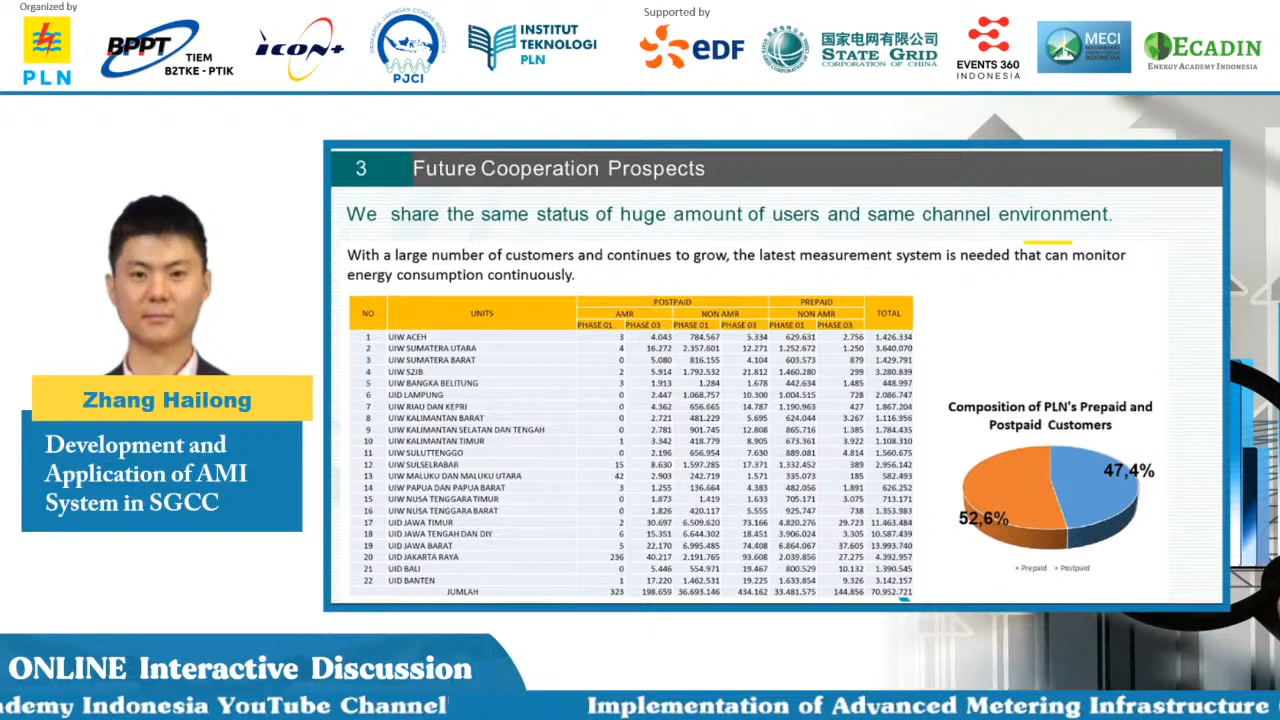 Organized by
PLN
BPPT
TIEM
B2TKE - PTIK
icon+
PRAKARSA JARINGAN CERDAS INDONESIA
PJCI
INSTITUT
TEKNOLOGI
PLN
Supported by
eDF
国家电网有限公司
STATE GRID
CORPORATION OF CHINA
EVENTS 360
INDONESIA
MECI
ECADIN
ENERGY ACADEMY INDONESIA
3 Future Cooperation Prospects
We share the same status of huge amount of users and same channel environment.
With a large number of customers and continues to grow, the latest measurement system is needed that can monitor
energy consumption continuously.
NO UNITS POSTPAID PREPAID TOTAL
AMR NON AMR NON AMR
PHASE 01 PHASE 03 PHASE 01 PHASE 03 PHASE 01 PHASE 03
1 UIW ACEH 3 4.043 784.567 5.334 629.631 2.756 1.426.334
2 UIW SUMATERA UTARA 4 16.272 2.357.601 12.271 1.252.672 1.250 3.640.070
3 UIW SUMATERA BARAT 0 5.080 816.155 4.104 603.573 879 1.429.791
4 UIW S2JB 2 5.914 1.792.532 21.812 1.460.280 299 3.280.839
5 UIW BANGKA BELITUNG 3 1.913 1.284 1.678 442.634 1.485 448.997
6 UID LAMPUNG 0 2.447 1.068.757 10.300 1.004.515 728 2.086.747
7 UIW RIAU DAN KEPRI 0 4.362 656.665 14.787 1.190.963 427 1.867.204
8 UIW KALIMANTAN BARAT 0 2.721 481.229 5.695 624.044 3.267 1.116.956
9 UIW KALIMANTAN SELATAN DAN TENGAH 0 2.781 901.745 12.808 865.716 1.385 1.784.435
10 UIW KALIMANTAN TIMUR 1 3.342 418.779 8.905 673.361 3.922 1.108.310
11 UIW SULUTTENGGO 0 2.196 656.954 7.630 889.081 4.814 1.560.675
12 UIW SULSELRABAR 15 8.630 1.597.285 17.371 1.332.452 389 2.956.142
13 UIW MALUKU DAN MALUKU UTARA 42 2.903 242.719 1.571 335.073 185 582.493
14 UIW PAPUA DAN PAPUA BARAT 3 1.255 136.664 4.383 482.056 1.891 626.252
15 UIW NUSA TENGGARA TIMUR 0 1.873 1.419 1.633 705.171 3.075 713.171
16 UIW NUSA TENGGARA BARAT 0 1.826 420.117 5.555 925.747 738 1.353.983
17 UID JAWA TIMUR 2 30.697 6.509.620 73.166 4.820.276 29.723 11.463.484
18 UID JAWA TENGAH DAN DIY 6 15.351 6.644.302 18.451 3.906.024 3.305 10.587.439
19 UID JAWA BARAT 5 22.170 6.995.485 74.408 6.864.067 37.605 13.993.740
20 UID JAKARTA RAYA 236 40.217 2.191.765 93.608 2.039.856 27.275 4.392.957
21 UID BALI 0 5.446 554.971 19.467 800.529 10.132 1.390.545
22 UID BANTEN 1 17.220 1.462.531 19.225 1.633.854 9.326 3.142.157
JUMLAH 323 198.659 36.693.146 434.162 33.481.575 144.856 70.952.721
Composition of PLN's Prepaid and
Postpaid Customers
47,4%
52,6%
Prepaid Postpaid
Zhang Hailong
Development and
Application of AMI
System in SGCC
ONLINE Interactive Discussion
ademy Indonesia YouTube Channel Implementation of Advanced Metering Infrastructure